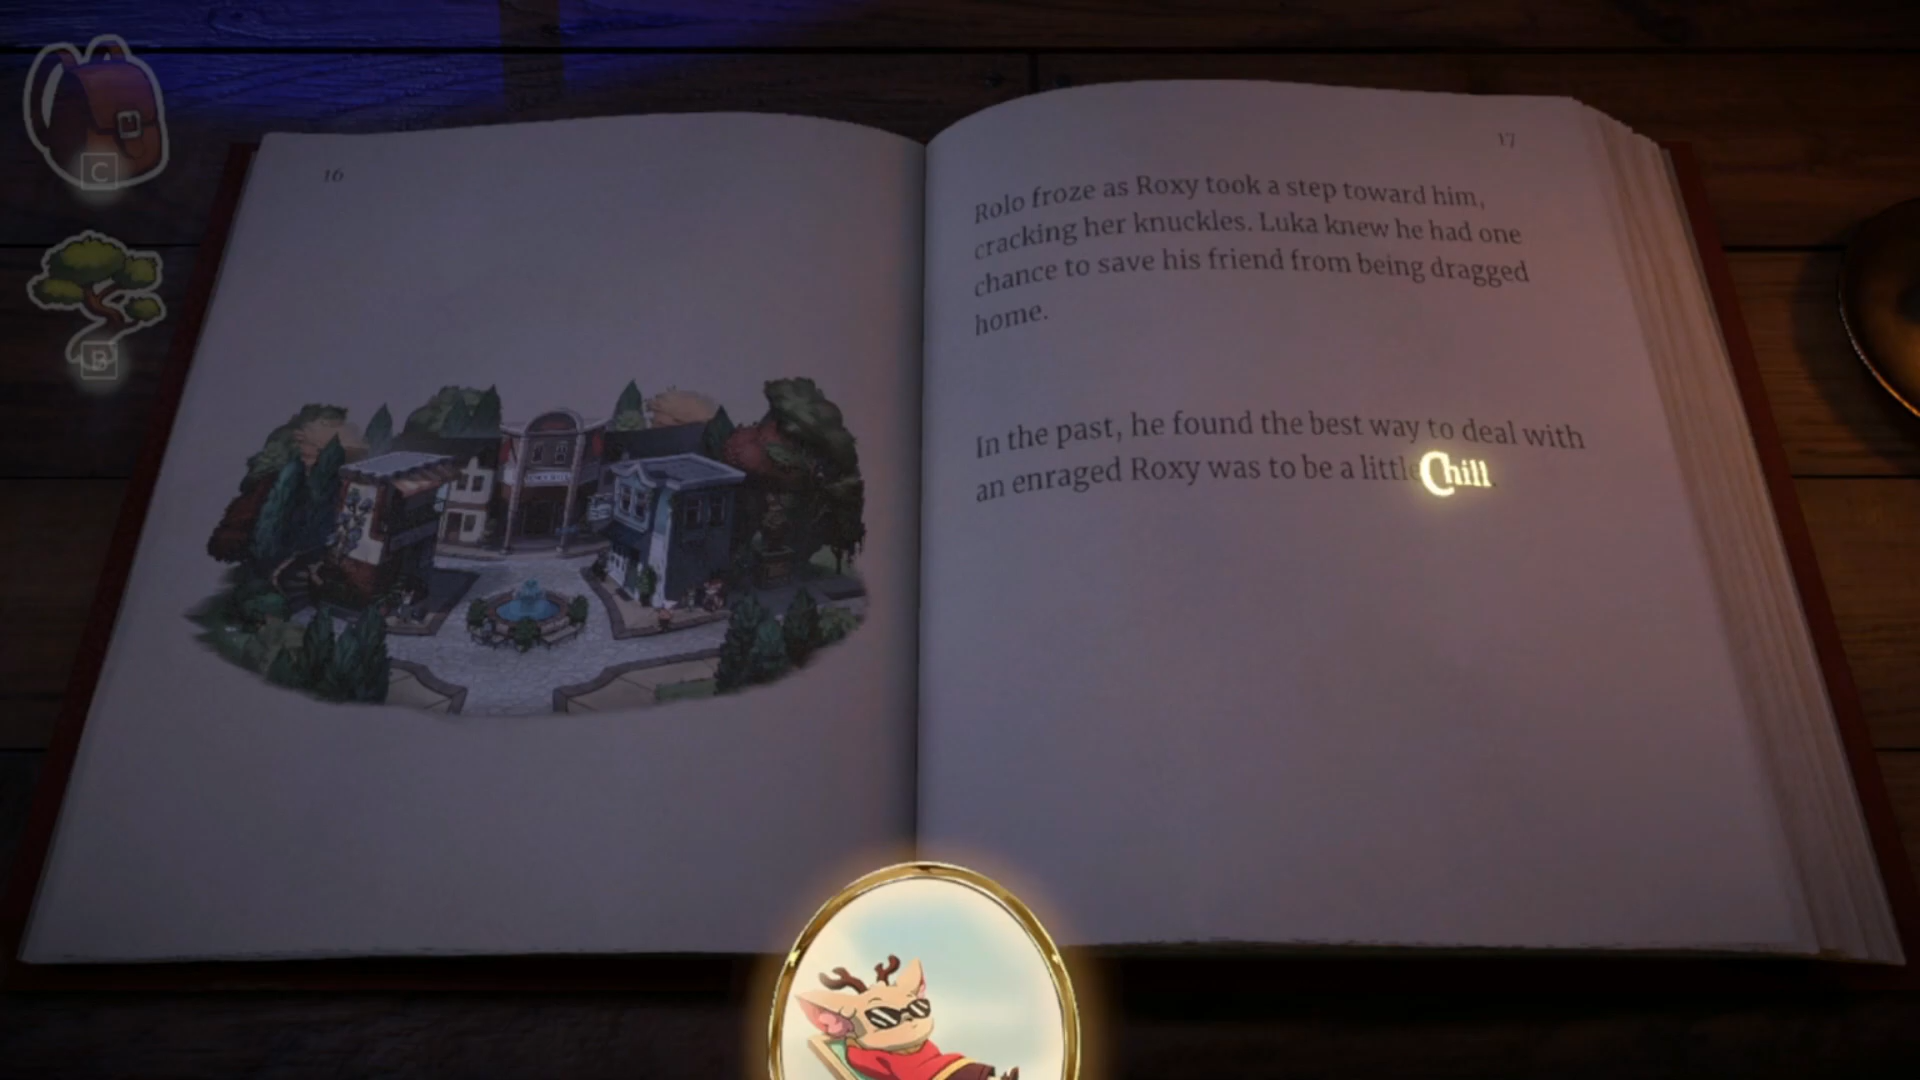 C
B
16
17
Rolo froze as Roxy took a step toward him,
cracking her knuckles. Luka knew he had one
chance to save his friend from being dragged
home.
In the past, he found the best way to deal with
an enraged Roxy was to be a little Chill.